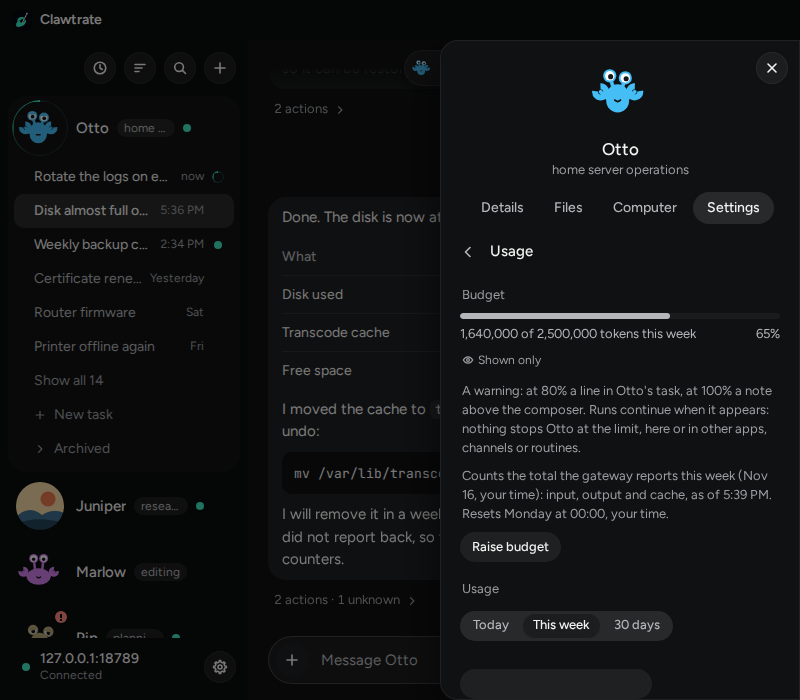 Clawtrate
Otto home ...
Rotate the logs on e... now
Disk almost full o... 5:36 PM
Weekly backup c... 2:34 PM
Certificate rene... Yesterday
Router firmware Sat
Printer offline again Fri
Show all 14
New task
Archived
Juniper resea...
Marlow editing
Pip planni...
127.0.0.1:18789
Connected
2 actions
Done. The disk is now at
What
Disk used
Transcode cache
Free space
I moved the cache to
undo:
mv /var/lib/transc
I will remove it in a week
did not report back, so
counters.
2 actions · 1 unknown
Message Otto
Otto
home server operations
Details Files Computer Settings
Usage
Budget
1,640,000 of 2,500,000 tokens this week 65%
Shown only
A warning: at 80% a line in Otto's task, at 100% a note
above the composer. Runs continue when it appears:
nothing stops Otto at the limit, here or in other apps,
channels or routines.
Counts the total the gateway reports this week (Nov
16, your time): input, output and cache, as of 5:39 PM.
Resets Monday at 00:00, your time.
Raise budget
Usage
Today This week 30 days